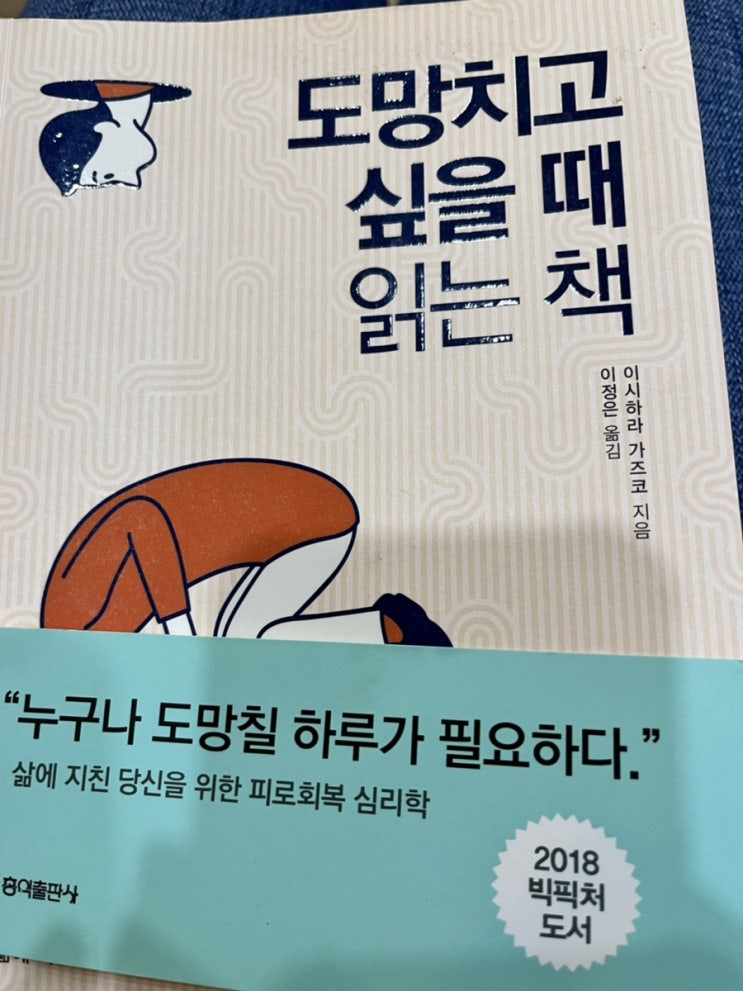 도망치고
싶을 때
읽는 책
이시하라 가즈코 지음
이정은 옮김
“누구나 도망칠 하루가 필요하다.”
삶에 지친 당신을 위한 피로회복 심리학
2018
빅픽처
도서
흥익출판사